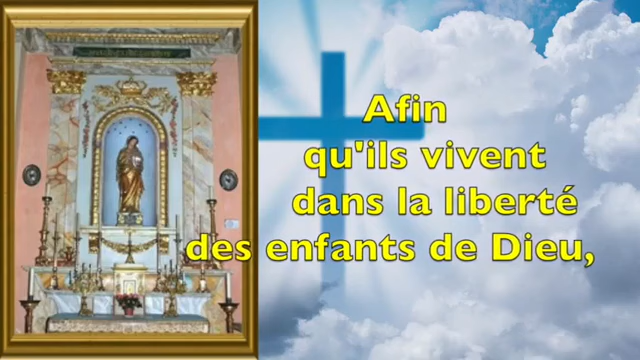 Afin
qu'ils vivent
dans la liberté
des enfants de Dieu,